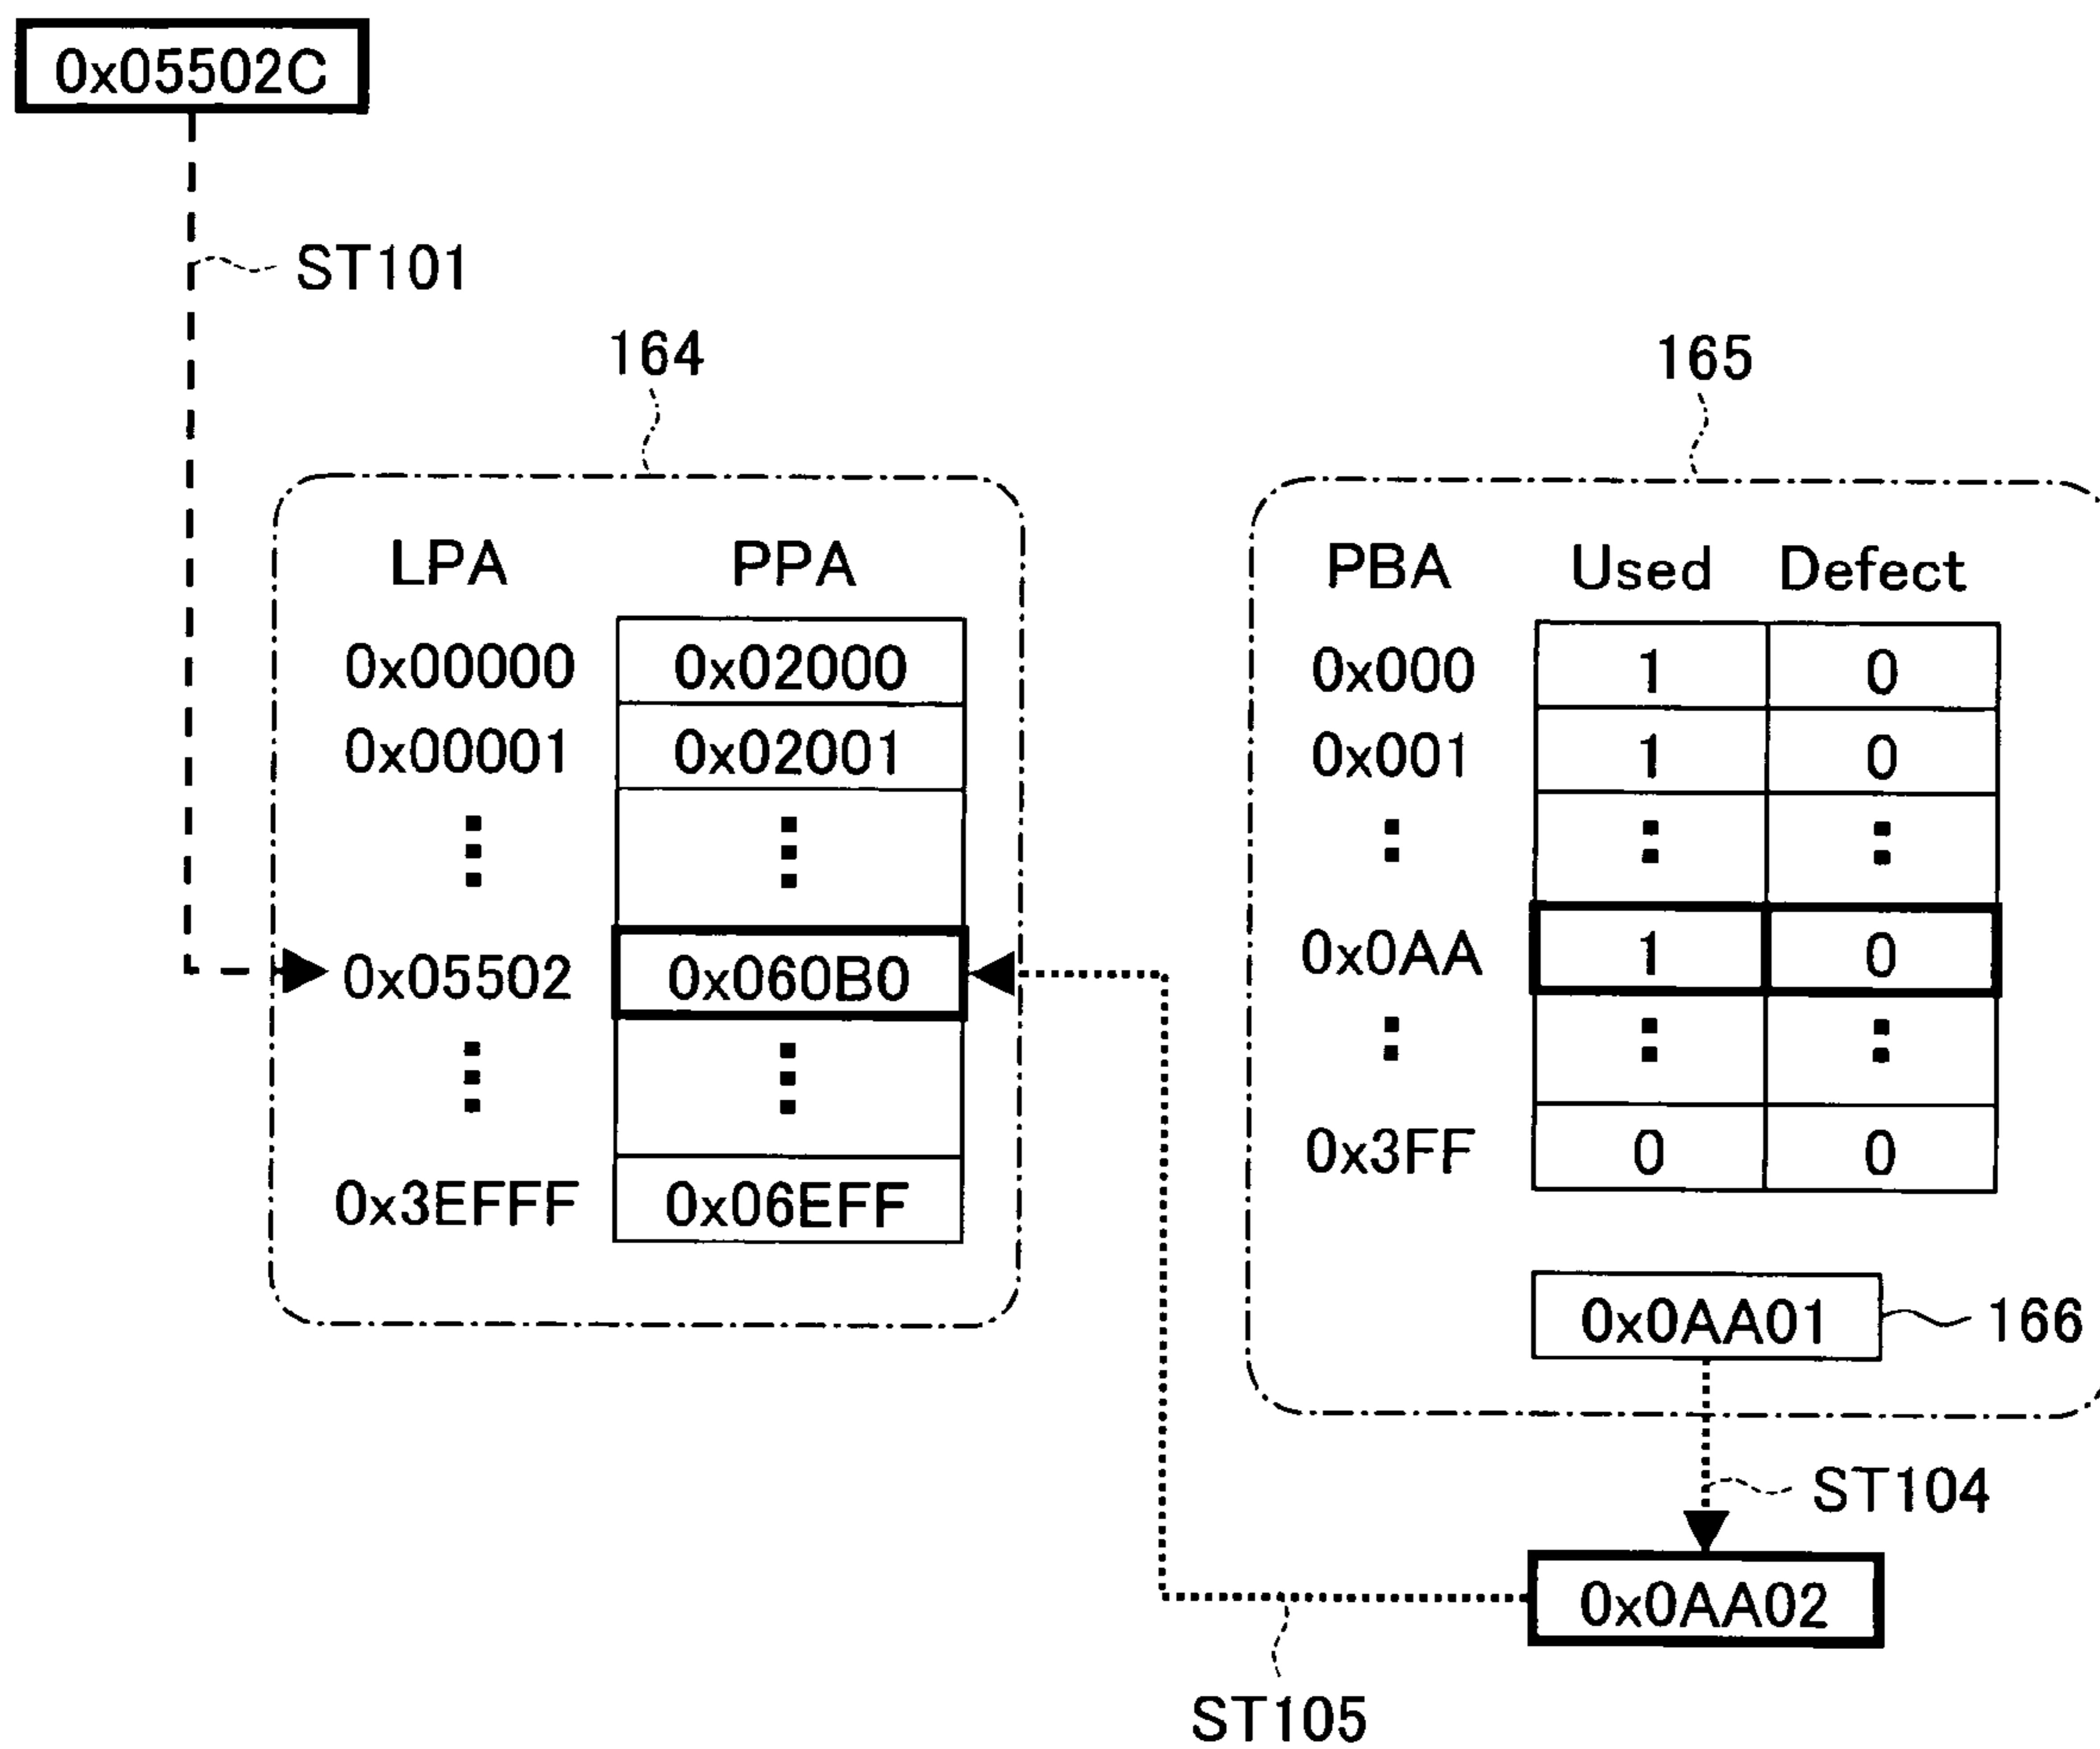 0x05502C
ST101
164
165
LPA PPA
PBA Used Defect
0x00000 0x02000
0x000 1 0
0x00001 0x02001
0x001 1 0
0x05502 0x060B0
0x0AA 1 0
0x3EFFF 0x06EFF
0x3FF 0 0
0x0AA01 166
ST104
0x0AA02
ST105